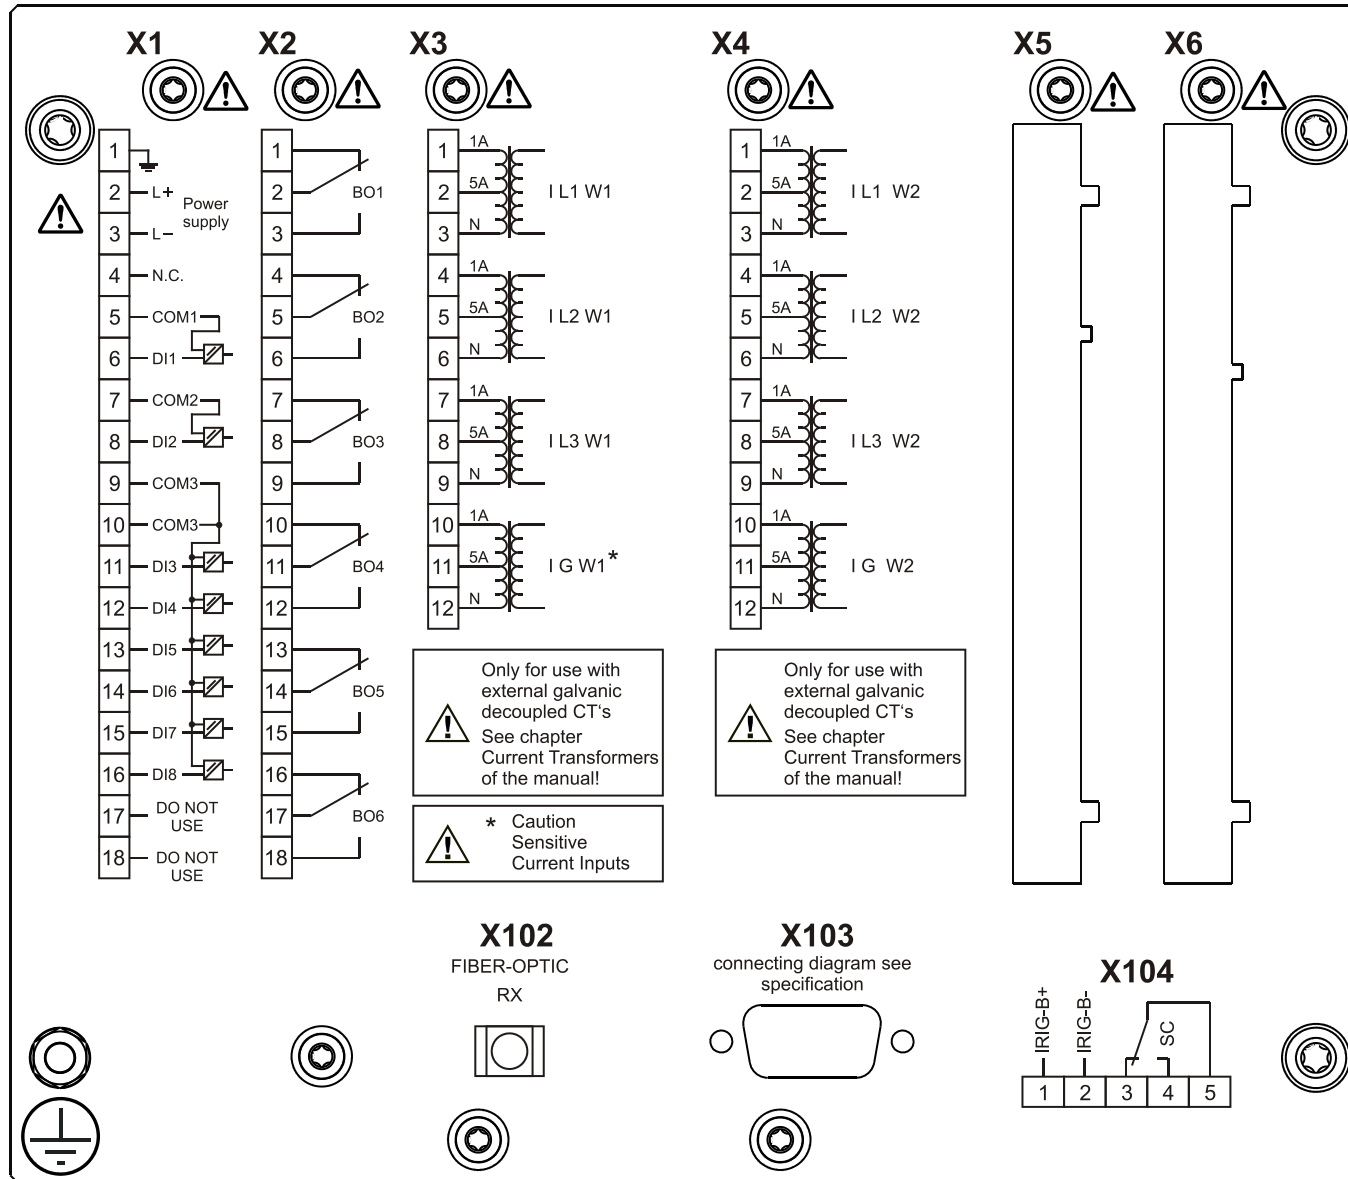 X1
X2
X3
X4
X5
X6
1
2 L+
Power
supply
3 L-
4 N.C.
5 COM1
6 DI1
7 COM2
8 DI2
9 COM3
10 COM3
11 DI3
12 DI4
13 DI5
14 DI6
15 DI7
16 DI8
17 DO NOT
USE
18 DO NOT
USE
1
2 BO1
3
4
5 BO2
6
7
8 BO3
9
10
11 BO4
12
13
14 BO5
15
16
17 BO6
18
1 1A
2 5A I L1 W1
3 N
4 1A
5 5A I L2 W1
6 N
7 1A
8 5A I L3 W1
9 N
10 1A
11 5A I G W1*
12 N
Only for use with
external galvanic
decoupled CT‘s
See chapter
Current Transformers
of the manual!
* Caution
Sensitive
Current Inputs
1 1A
2 5A I L1 W2
3 N
4 1A
5 5A I L2 W2
6 N
7 1A
8 5A I L3 W2
9 N
10 1A
11 5A I G W2
12 N
Only for use with
external galvanic
decoupled CT‘s
See chapter
Current Transformers
of the manual!
X102
FIBER-OPTIC
RX
X103
connecting diagram see
specification
X104
IRIG-B+
IRIG-B-
SC
1 2 3 4 5